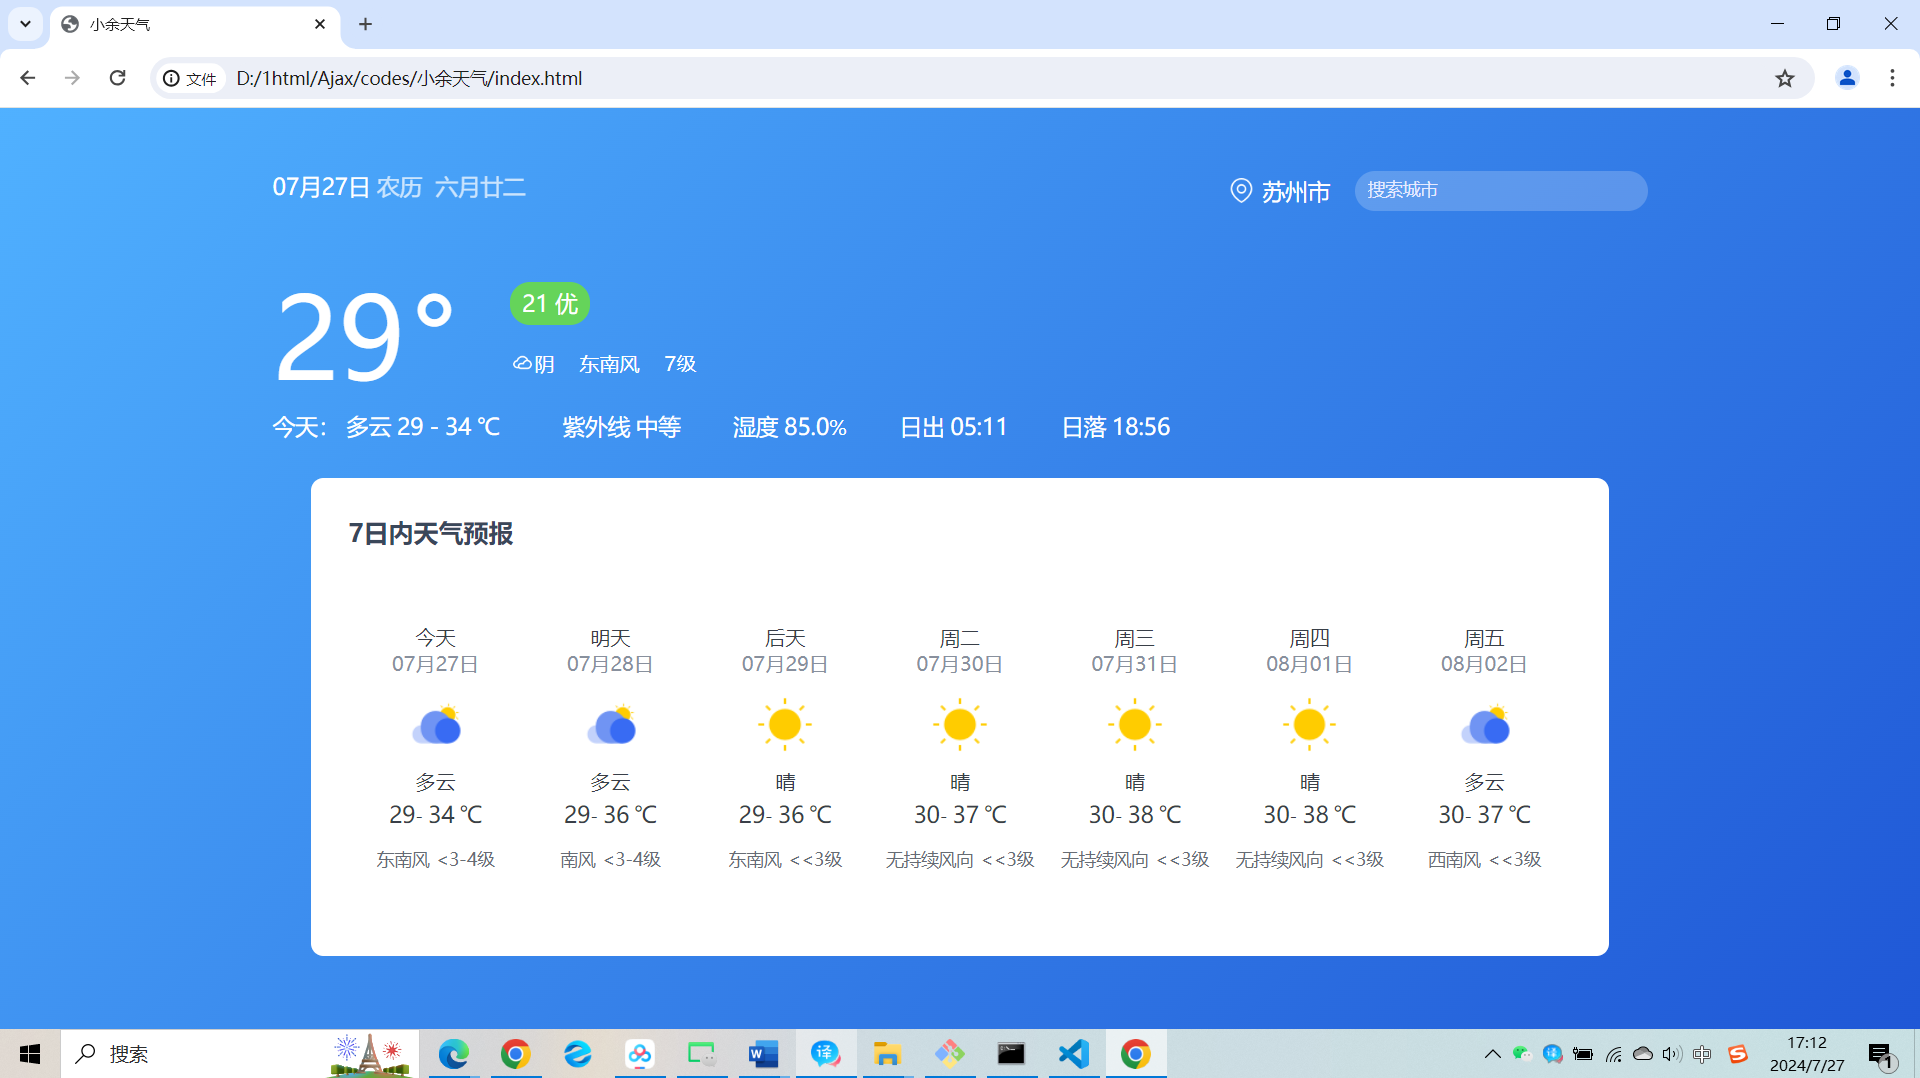 小余天气
文件 D:/1html/Ajax/codes/小余天气/index.html
07月27日 农历 六月廿二
苏州市 搜索城市
29°
21 优
阴 东南风 7级
今天： 多云 29 - 34 ℃ 紫外线 中等 湿度 85.0% 日出 05:11 日落 18:56
7日内天气预报
今天 明天 后天 周二 周三 周四 周五
07月27日 07月28日 07月29日 07月30日 07月31日 08月01日 08月02日
多云 多云 晴 晴 晴 晴 多云
29- 34 ℃ 29- 36 ℃ 29- 36 ℃ 30- 37 ℃ 30- 38 ℃ 30- 38 ℃ 30- 37 ℃
东南风 <3-4级 南风 <3-4级 东南风 <<3级 无持续风向 <<3级 无持续风向 <<3级 无持续风向 <<3级 西南风 <<3级
搜索
译
中
17:12
2024/7/27
1